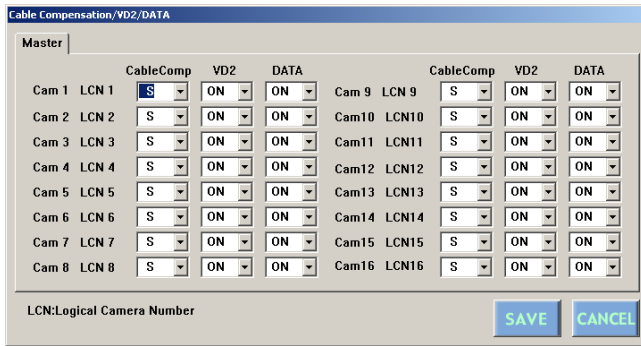 Cable Compensation/VD2/DATA
Master
CableComp VD2 DATA CableComp VD2 DATA
Cam 1 LCN 1 S ON ON Cam 9 LCN 9 S ON ON
Cam 2 LCN 2 S ON ON Cam10 LCN10 S ON ON
Cam 3 LCN 3 S ON ON Cam11 LCN11 S ON ON
Cam 4 LCN 4 S ON ON Cam12 LCN12 S ON ON
Cam 5 LCN 5 S ON ON Cam13 LCN13 S ON ON
Cam 6 LCN 6 S ON ON Cam14 LCN14 S ON ON
Cam 7 LCN 7 S ON ON Cam15 LCN15 S ON ON
Cam 8 LCN 8 S ON ON Cam16 LCN16 S ON ON
LCN:Logical Camera Number
SAVE CANCEL